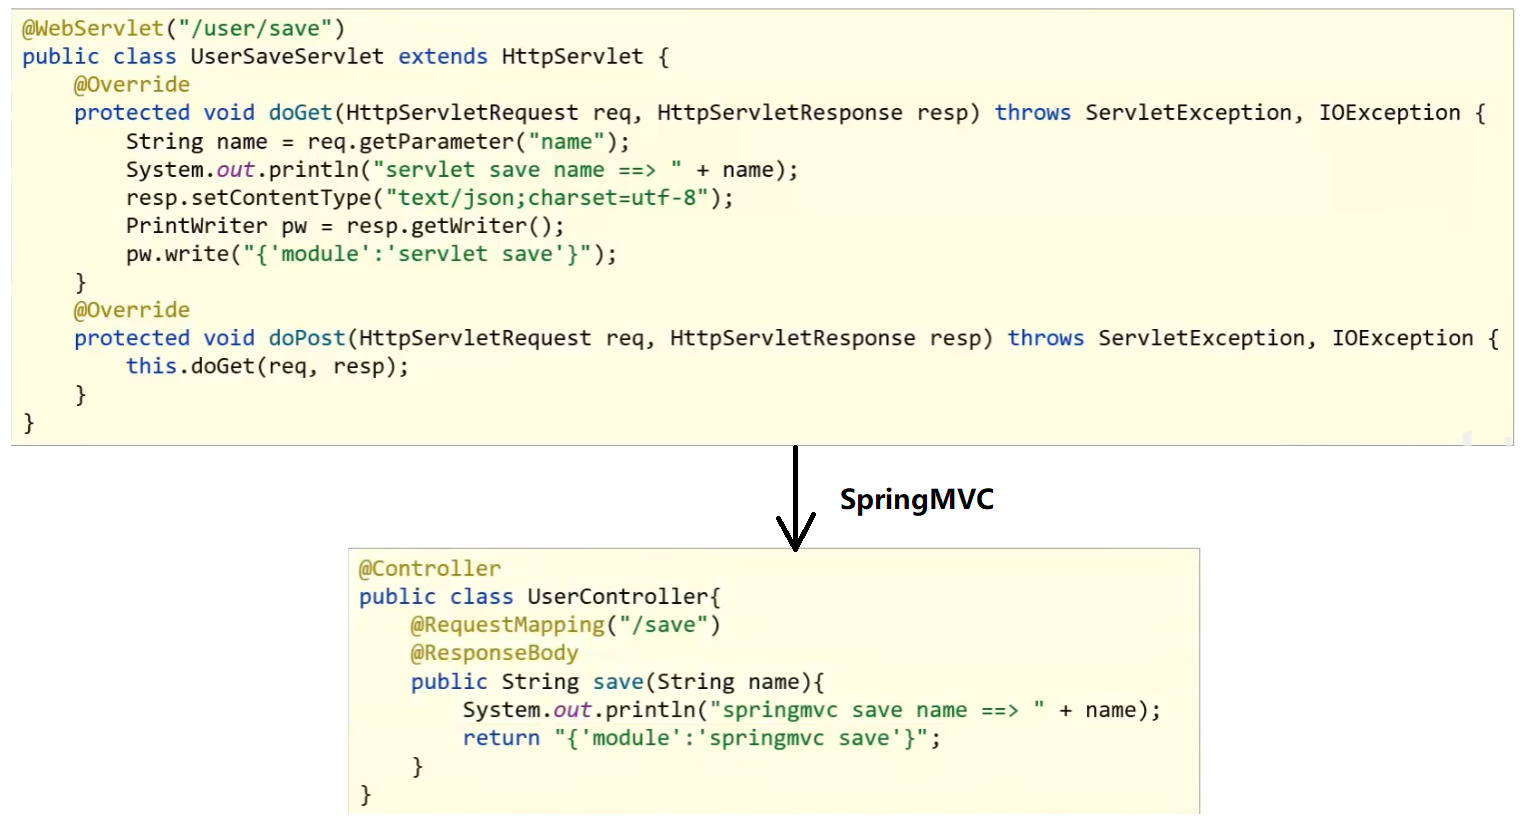 @WebServlet("/user/save")
public class UserSaveServlet extends HttpServlet {
    @Override
    protected void doGet(HttpServletRequest req, HttpServletResponse resp) throws ServletException, IOException {
        String name = req.getParameter("name");
        System.out.println("servlet save name ==> " + name);
        resp.setContentType("text/json;charset=utf-8");
        PrintWriter pw = resp.getWriter();
        pw.write("{'module':'servlet save'}");
    }
    @Override
    protected void doPost(HttpServletRequest req, HttpServletResponse resp) throws ServletException, IOException {
        this.doGet(req, resp);
    }
}
SpringMVC
@Controller
public class UserController{
    @RequestMapping("/save")
    @ResponseBody
    public String save(String name){
        System.out.println("springmvc save name ==> " + name);
        return "{'module':'springmvc save'}";
    }
}